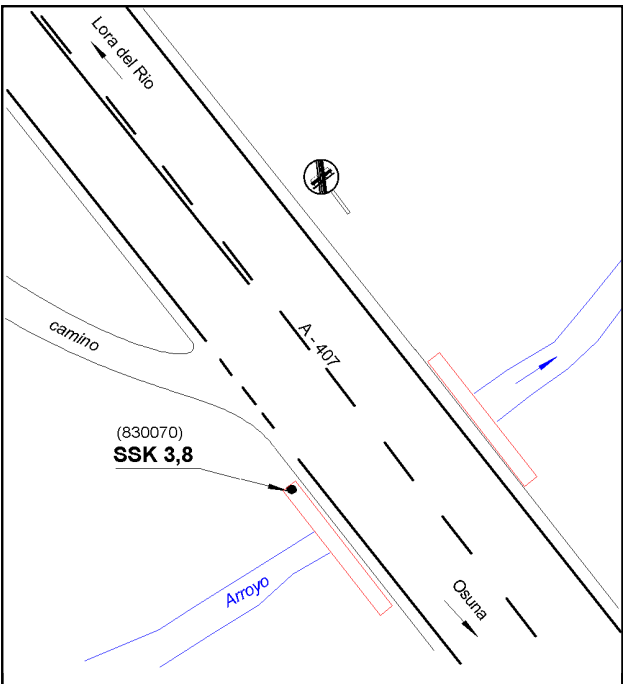 Lora del Rio
camino
A - 407
(830070)
SSK 3,8
Arroyo
Osuna